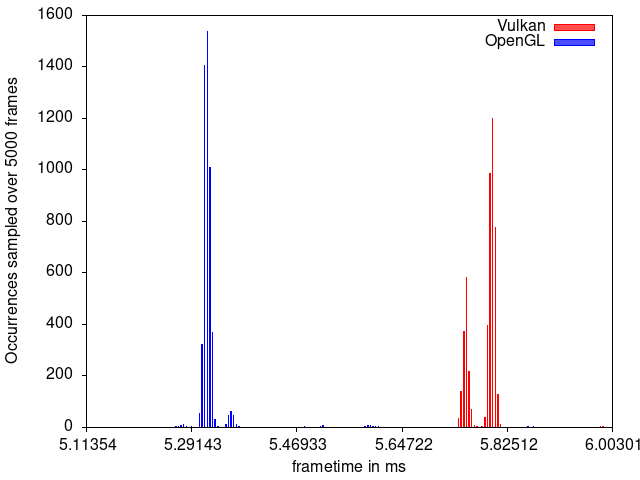 Vulkan
OpenGL
1600
1400
1200
1000
800
600
400
200
0
Occurrences sampled over 5000 frames
5.11354 5.29143 5.46933 5.64722 5.82512 6.00301
frametime in ms